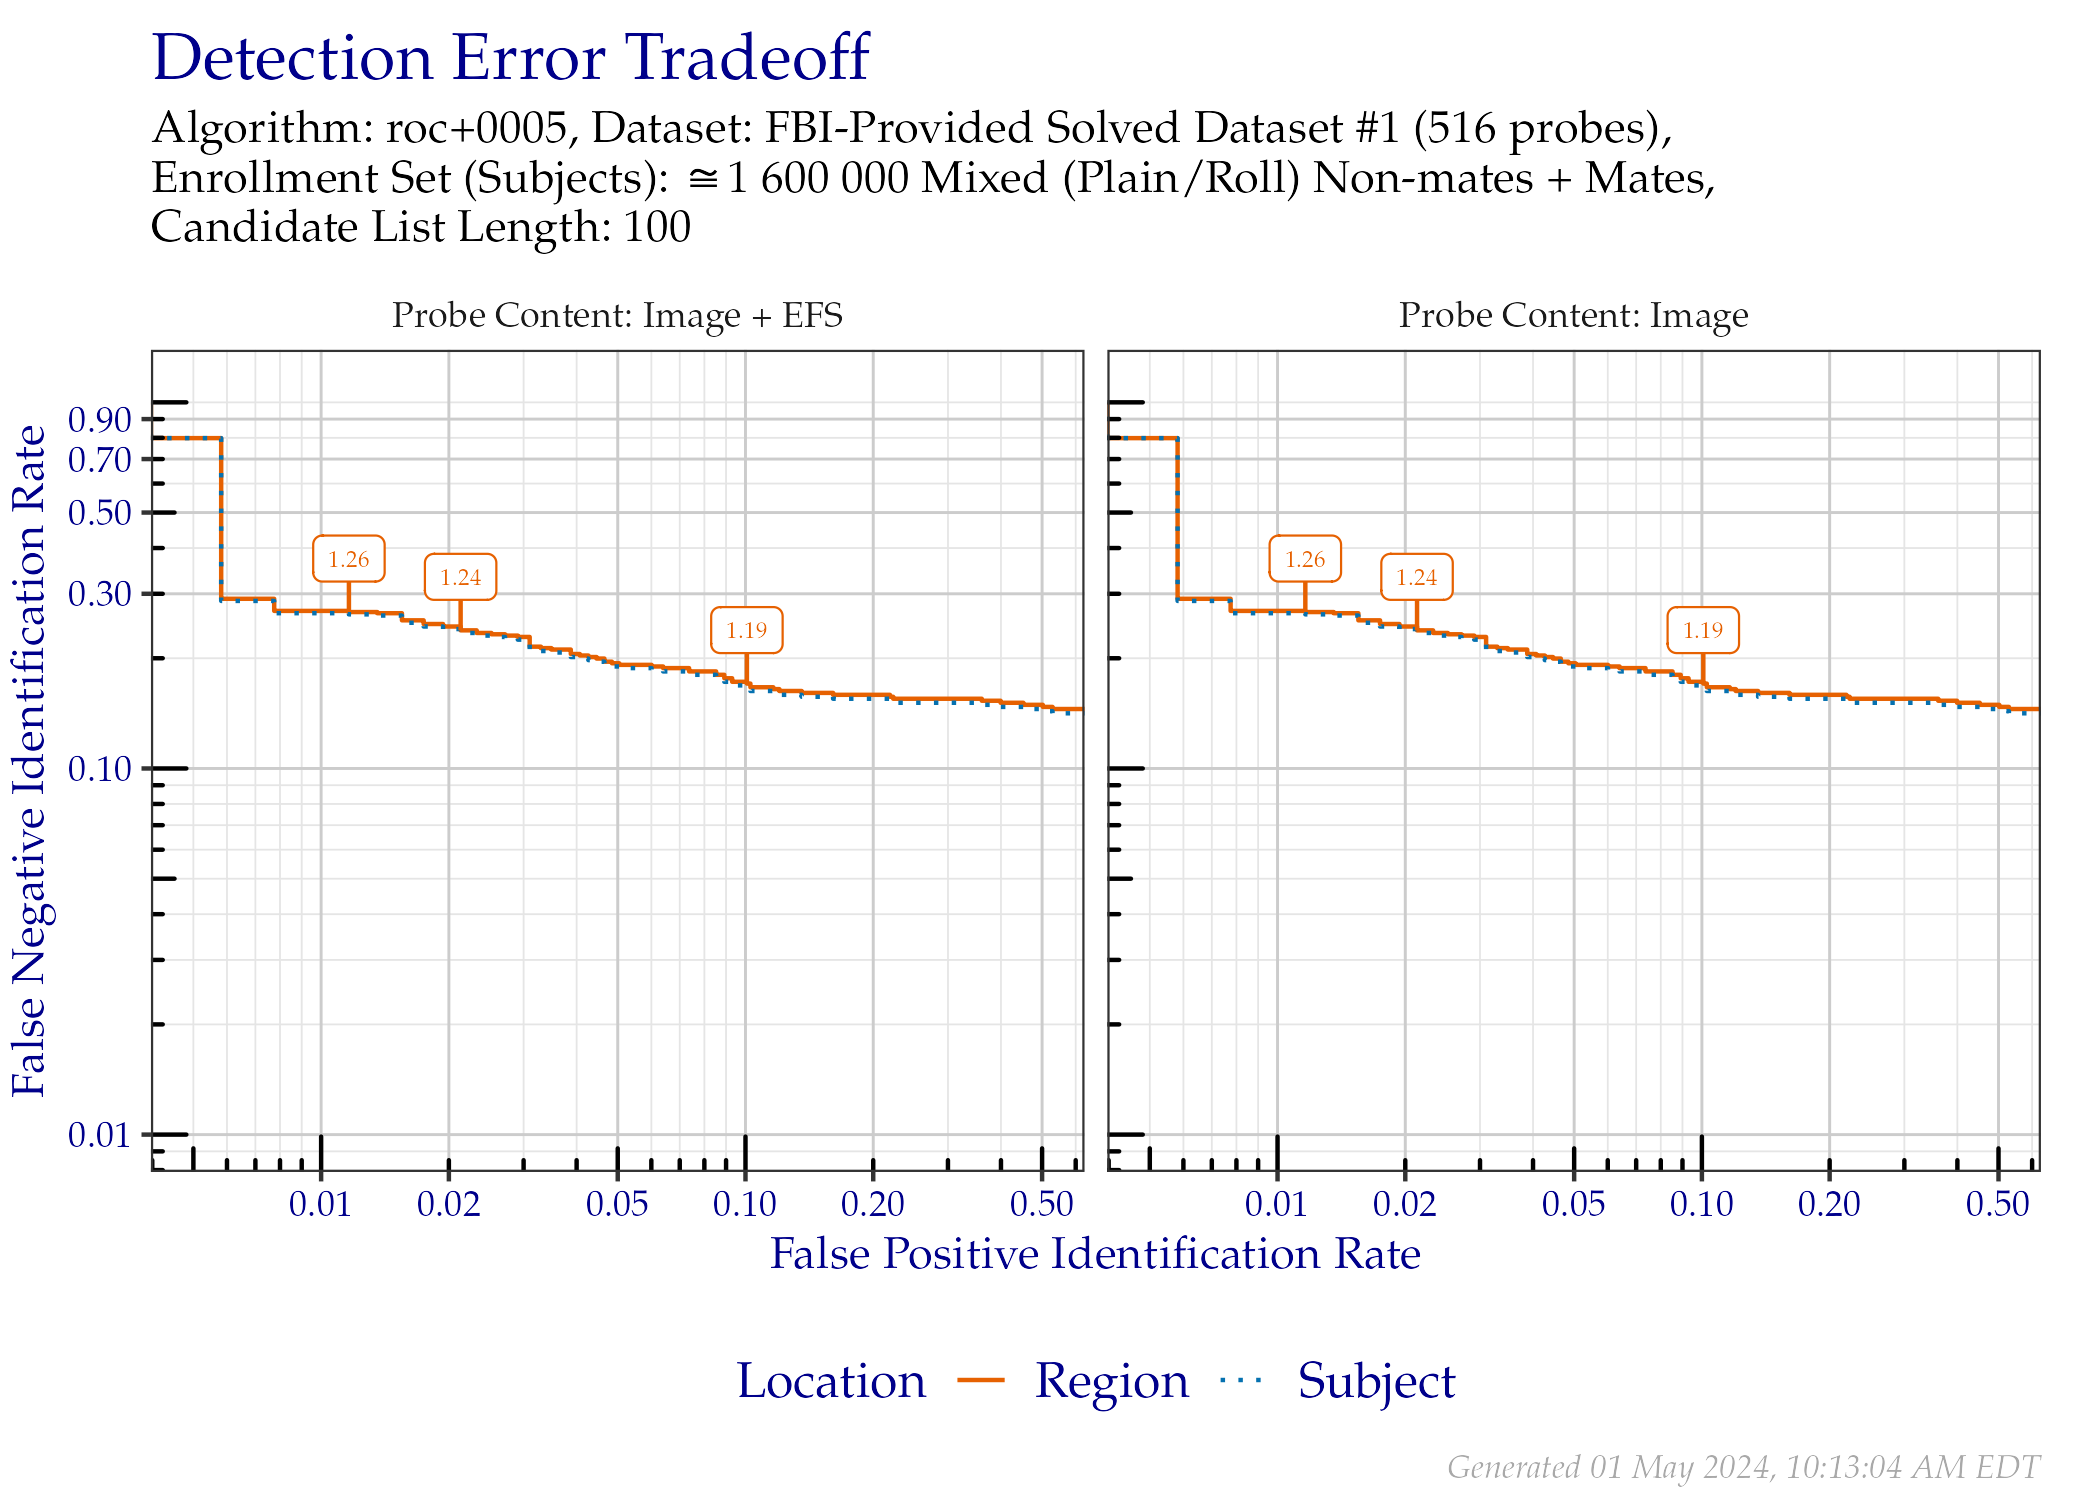 Detection Error Tradeoff
Algorithm: roc+0005, Dataset: FBI-Provided Solved Dataset #1 (516 probes),
Enrollment Set (Subjects): ≅1 600 000 Mixed (Plain/Roll) Non-mates + Mates,
Candidate List Length: 100
Probe Content: Image + EFS
Probe Content: Image
False Negative Identification Rate
0.90
0.70
0.50
0.30
0.10
0.01
1.26
1.24
1.19
1.26
1.24
1.19
0.01 0.02 0.05 0.10 0.20 0.50
0.01 0.02 0.05 0.10 0.20 0.50
False Positive Identification Rate
Location Region Subject
Generated 01 May 2024, 10:13:04 AM EDT